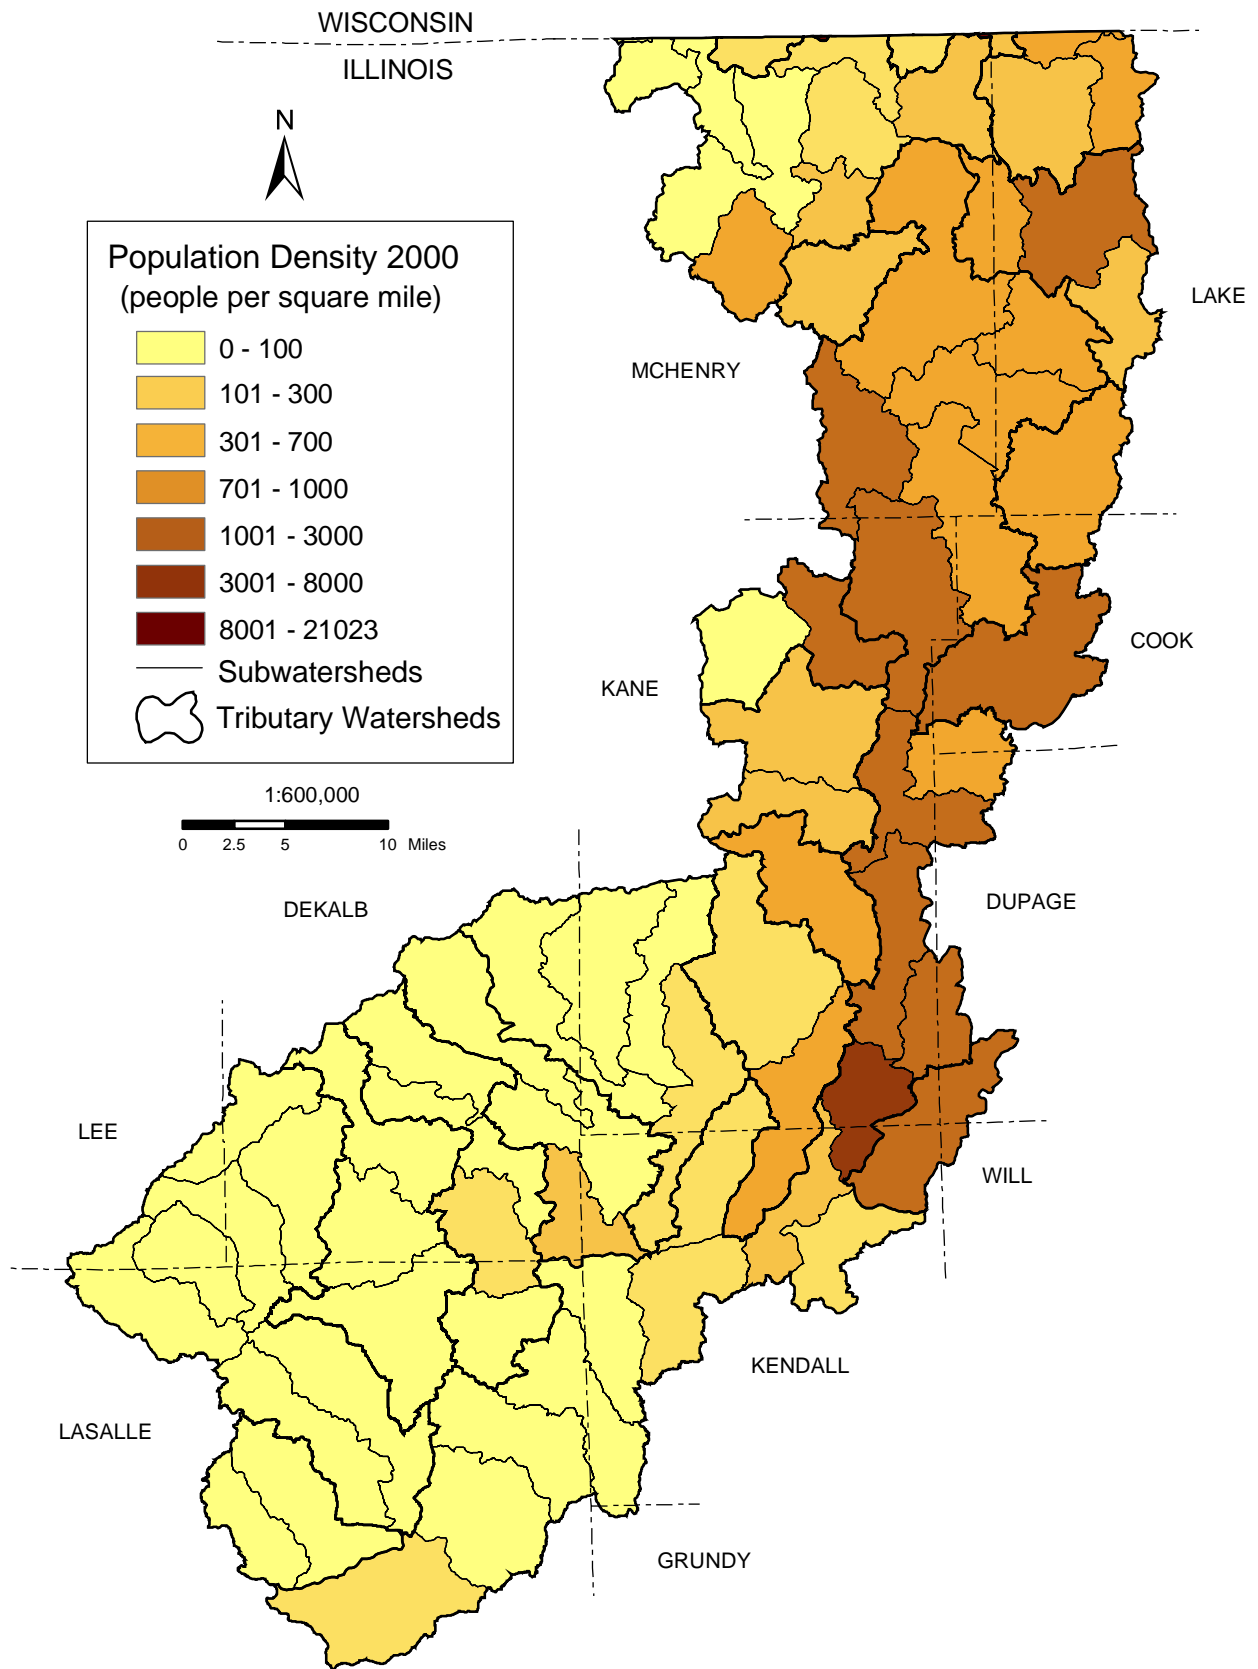 WISCONSIN
ILLINOIS
N
Population Density 2000
(people per square mile)
0 - 100
101 - 300
301 - 700
701 - 1000
1001 - 3000
3001 - 8000
8001 - 21023
Subwatersheds
Tributary Watersheds
LAKE
MCHENRY
COOK
KANE
1:600,000
0 2.5 5 10 Miles
DEKALB
DUPAGE
LEE
WILL
KENDALL
LASALLE
GRUNDY